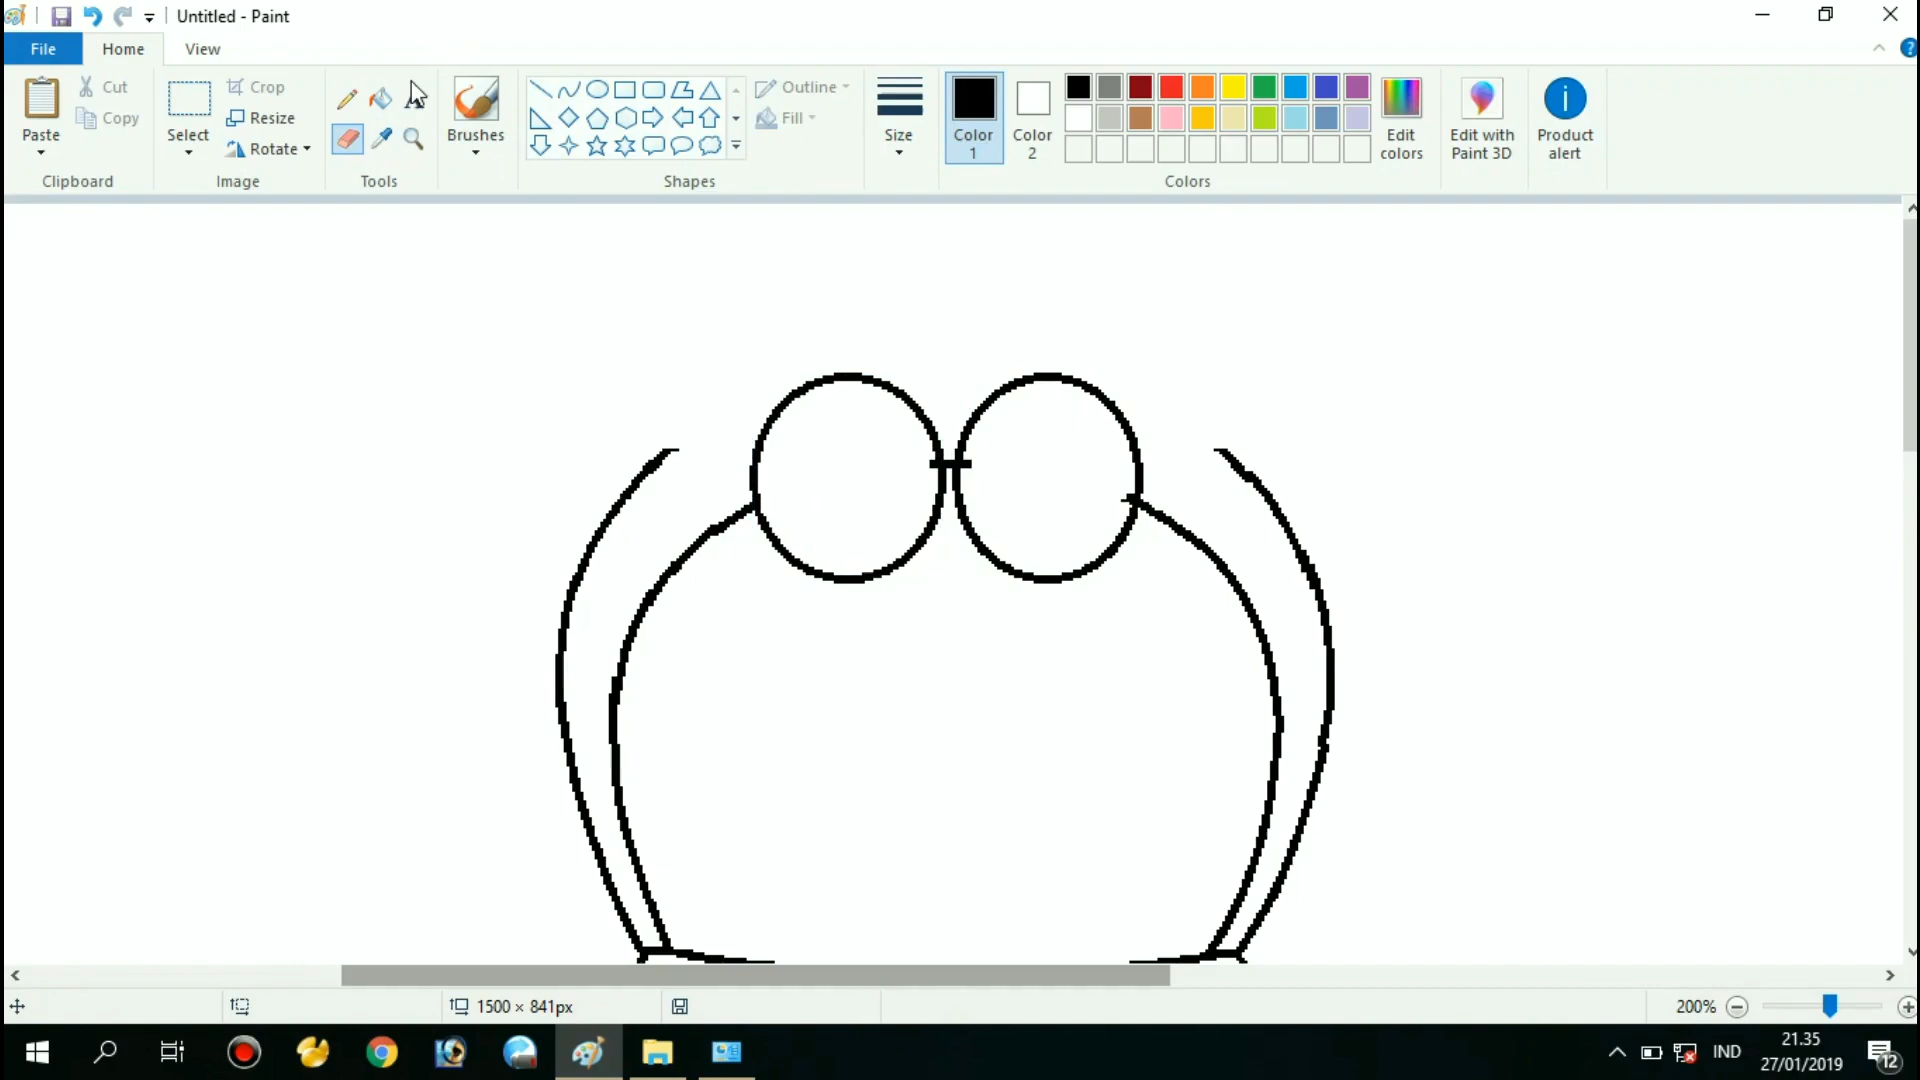 Untitled - Paint
File Home View
Paste
Cut
Copy
Clipboard
Select
Crop
Resize
Rotate
Image
A
Tools
Brushes
Outline
Fill
Shapes
Size
Color
1
Color
2
Edit
colors
Colors
Edit with
Paint 3D
Product
alert
1500 × 841px
200%
IND
21.35
27/01/2019
12